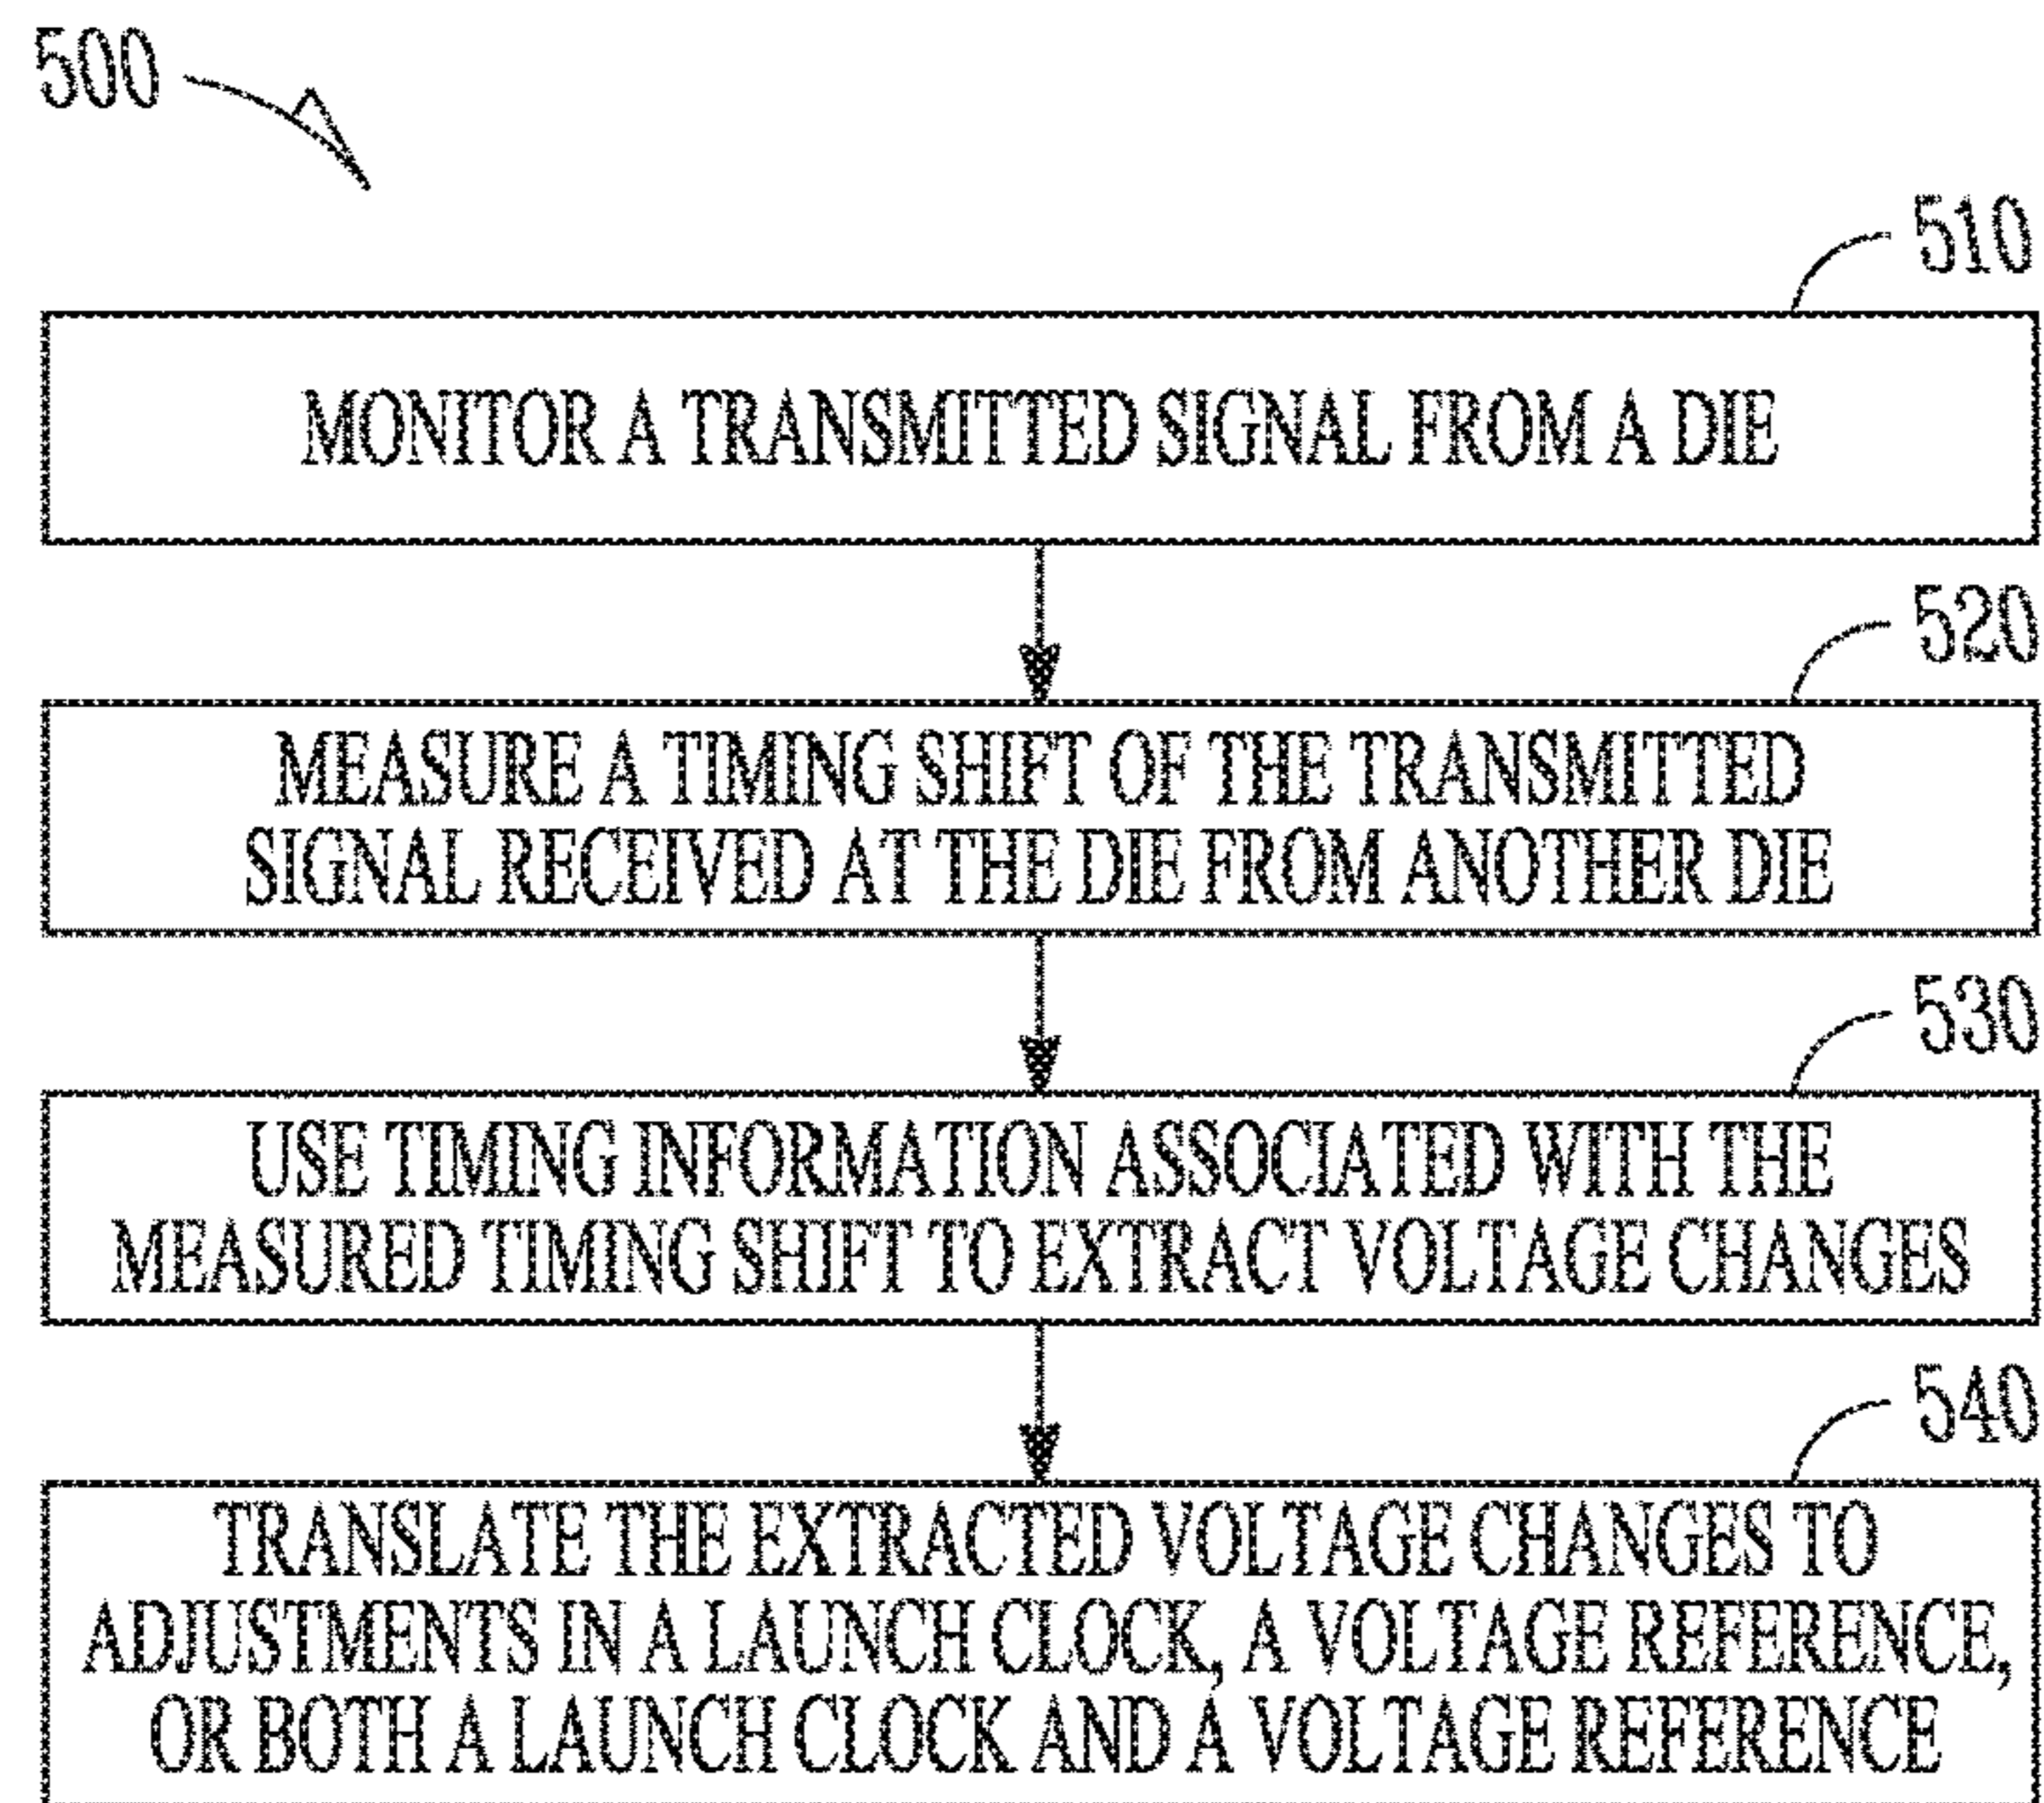 500
510
MONITOR A TRANSMITTED SIGNAL FROM A DIE
520
MEASURE A TIMING SHIFT OF THE TRANSMITTED
SIGNAL RECEIVED AT THE DIE FROM ANOTHER DIE
530
USE TIMING INFORMATION ASSOCIATED WITH THE
MEASURED TIMING SHIFT TO EXTRACT VOLTAGE CHANGES
540
TRANSLATE THE EXTRACTED VOLTAGE CHANGES TO
ADJUSTMENTS IN A LAUNCH CLOCK, A VOLTAGE REFERENCE,
OR BOTH A LAUNCH CLOCK AND A VOLTAGE REFERENCE